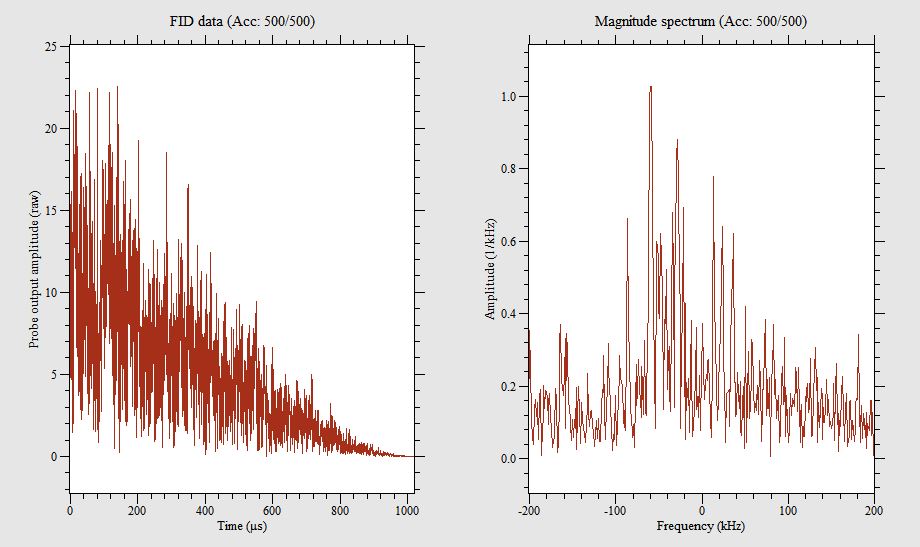 FID data (Acc: 500/500)
25
20
15
10
5
0
Probe output amplitude (raw)
0 200 400 600 800 1000
Time (µs)
Magnitude spectrum (Acc: 500/500)
1.0
0.8
0.6
0.4
0.2
0.0
Amplitude (1/kHz)
-200 -100 0 100 200
Frequency (kHz)